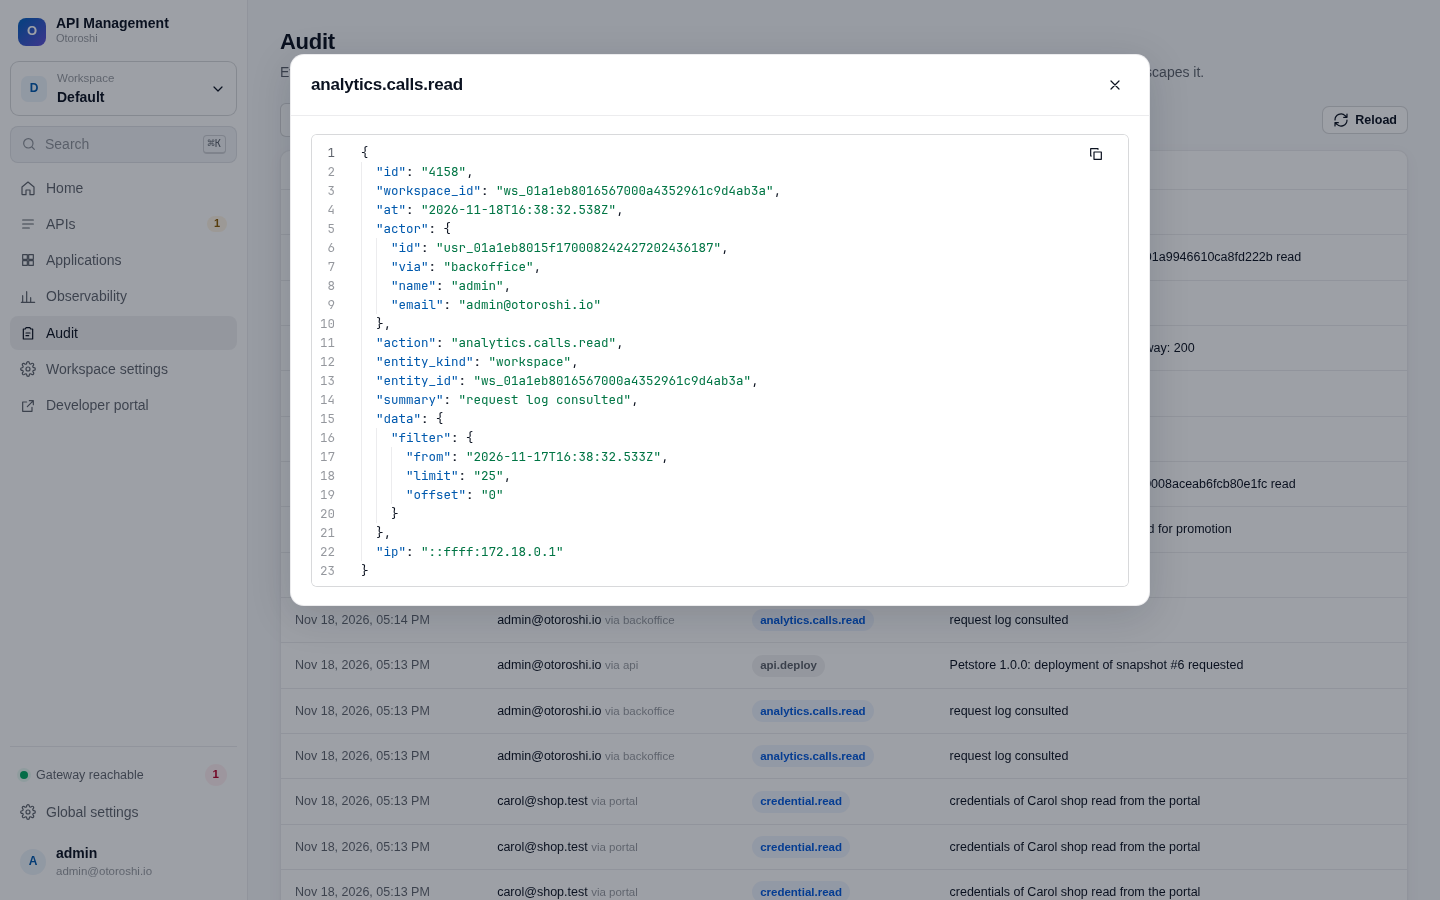 API Management
Otoroshi
D
Workspace
Default
Search
⌘K
Home
APIs
1
Applications
Observability
Audit
Workspace settings
Developer portal
Gateway reachable
1
Global settings
A
admin
admin@otoroshi.io
Audit
scapes it.
Reload
analytics.calls.read
1 {
2 "id": "4158",
3 "workspace_id": "ws_01a1eb8016567000a4352961c9d4ab3a",
4 "at": "2026-11-18T16:38:32.538Z",
5 "actor": {
6 "id": "usr_01a1eb8015f170008242427202436187",
7 "via": "backoffice",
8 "name": "admin",
9 "email": "admin@otoroshi.io"
10 },
11 "action": "analytics.calls.read",
12 "entity_kind": "workspace",
13 "entity_id": "ws_01a1eb8016567000a4352961c9d4ab3a",
14 "summary": "request log consulted",
15 "data": {
16 "filter": {
17 "from": "2026-11-17T16:38:32.533Z",
18 "limit": "25",
19 "offset": "0"
20 }
21 },
22 "ip": "::ffff:172.18.0.1"
23 }
01a9946610ca8fd222b read
way: 200
0008aceab6fcb80e1fc read
d for promotion
Nov 18, 2026, 05:14 PM admin@otoroshi.io via backoffice analytics.calls.read request log consulted
Nov 18, 2026, 05:13 PM admin@otoroshi.io via api api.deploy Petstore 1.0.0: deployment of snapshot #6 requested
Nov 18, 2026, 05:13 PM admin@otoroshi.io via backoffice analytics.calls.read request log consulted
Nov 18, 2026, 05:13 PM admin@otoroshi.io via backoffice analytics.calls.read request log consulted
Nov 18, 2026, 05:13 PM carol@shop.test via portal credential.read credentials of Carol shop read from the portal
Nov 18, 2026, 05:13 PM carol@shop.test via portal credential.read credentials of Carol shop read from the portal
Nov 18, 2026, 05:13 PM carol@shop.test via portal credential.read credentials of Carol shop read from the portal